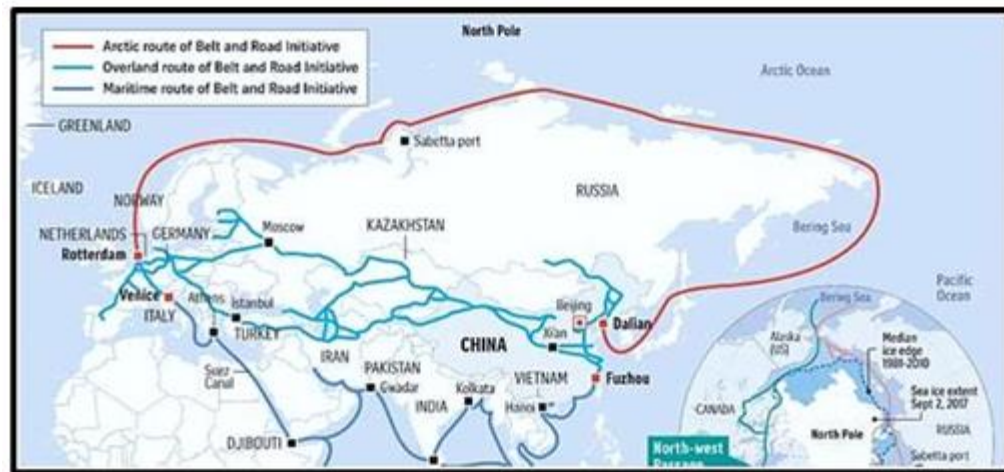 North Pole
Arctic route of Belt and Road Initiative
Overland route of Belt and Road Initiative
Maritime route of Belt and Road Initiative
Arctic Ocean
GREENLAND
Sabetta port
ICELAND
NORWAY
RUSSIA
NETHERLANDS
GERMANY
Moscow
KAZAKHSTAN
Bering Sea
Rotterdam
Pacific
Ocean
Venice
Athens
Istanbul
Beijing
Dalian
ITALY
TURKEY
Xi'an
CHINA
IRAN
PAKISTAN
Suez
Canal
Gwadar
Kolkata
VIETNAM
Fuzhou
INDIA
Hanoi
DJIBOUTI
Bering Sea
Alaska
(US)
Median
ice edge
1981-2010
Sea ice extent
Sept 2, 2017
CANADA
RUSSIA
North Pole
North-west
Passage
Sabetta port